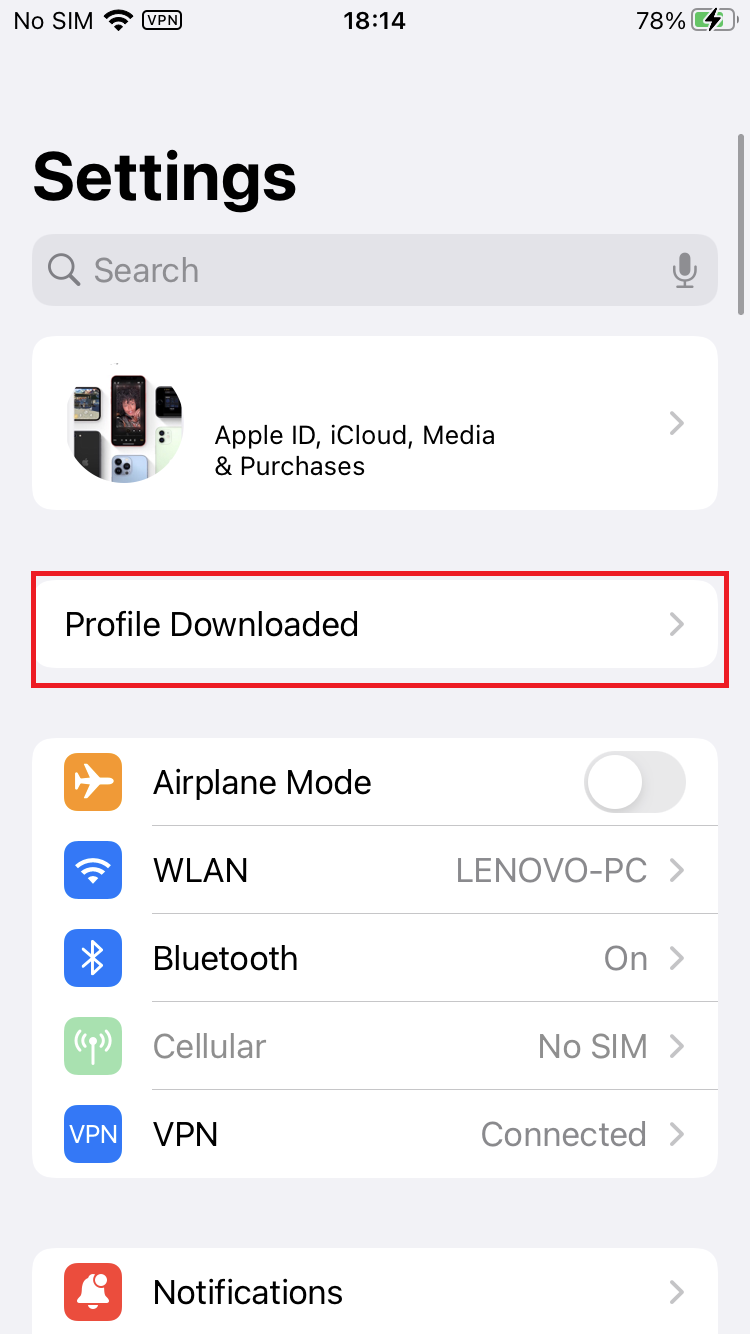 No SIM VPN 18:14 78%
Settings
Search
Apple ID, iCloud, Media
& Purchases
Profile Downloaded
Airplane Mode
WLAN LENOVO-PC
Bluetooth On
Cellular No SIM
VPN VPN Connected
Notifications